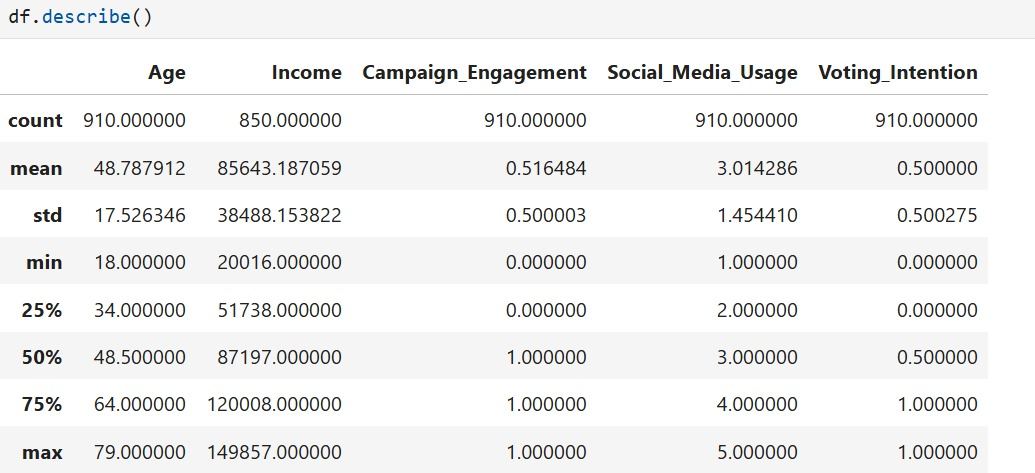 df.describe()
Age Income Campaign_Engagement Social_Media_Usage Voting_Intention
count 910.000000 850.000000 910.000000 910.000000 910.000000
mean 48.787912 85643.187059 0.516484 3.014286 0.500000
std 17.526346 38488.153822 0.500003 1.454410 0.500275
min 18.000000 20016.000000 0.000000 1.000000 0.000000
25% 34.000000 51738.000000 0.000000 2.000000 0.000000
50% 48.500000 87197.000000 1.000000 3.000000 0.500000
75% 64.000000 120008.000000 1.000000 4.000000 1.000000
max 79.000000 149857.000000 1.000000 5.000000 1.000000